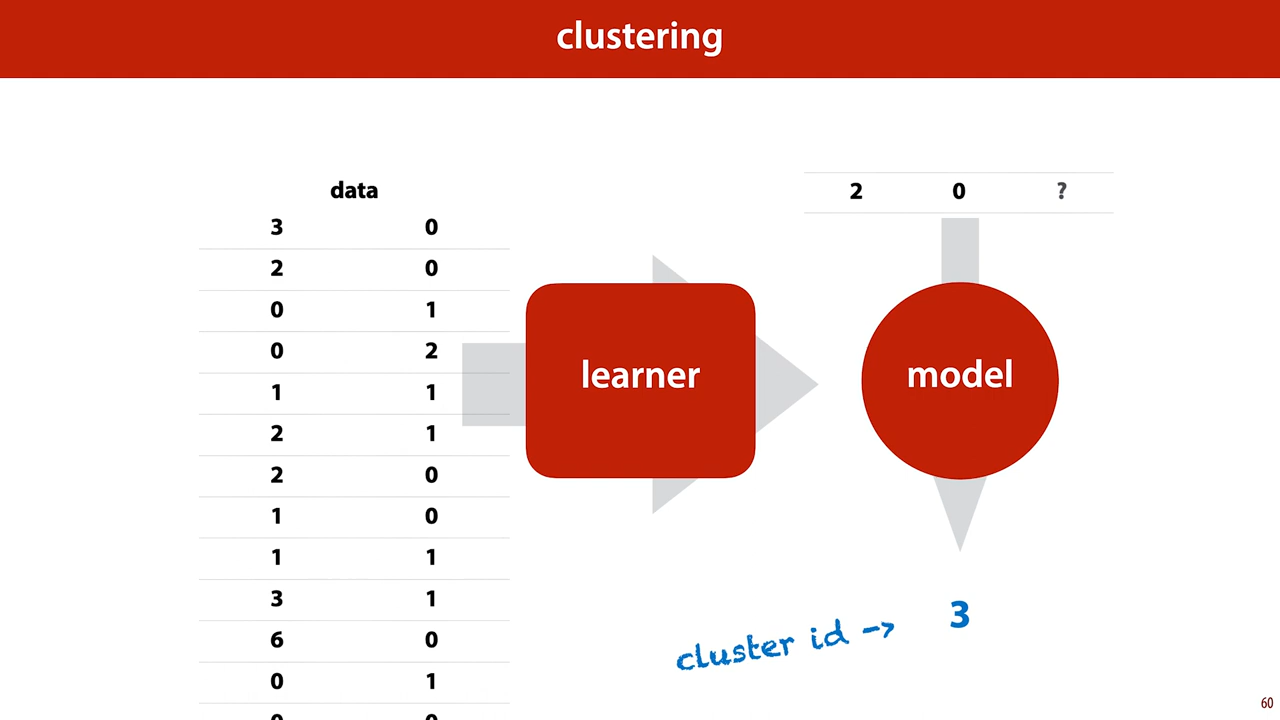 clustering
data
3 0
2 0
0 1
0 2
1 1
2 1
2 0
1 0
1 1
3 1
6 0
0 1
learner
2 0 ?
model
3
cluster id ->
60